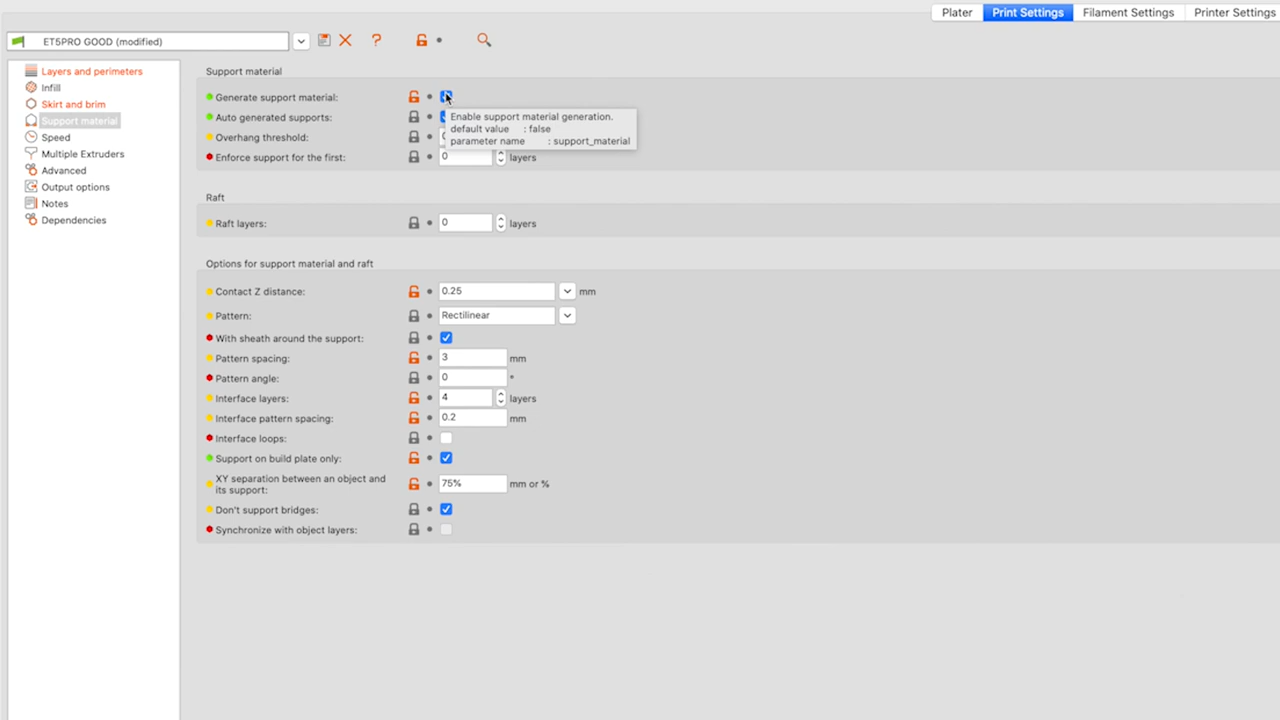 Plater Print Settings Filament Settings Printer Settings
ET5PRO GOOD (modified)
Layers and perimeters
Infill
Skirt and brim
Support material
Speed
Multiple Extruders
Advanced
Output options
Notes
Dependencies
Support material
Generate support material:
Auto generated supports:
Overhang threshold:
Enforce support for the first: 0 layers
Enable support material generation.
default value : false
parameter name : support_material
Raft
Raft layers: 0 layers
Options for support material and raft
Contact Z distance: 0.25 mm
Pattern: Rectilinear
With sheath around the support:
Pattern spacing: 3 mm
Pattern angle: 0 °
Interface layers: 4 layers
Interface pattern spacing: 0.2 mm
Interface loops:
Support on build plate only:
XY separation between an object and
its support: 75% mm or %
Don't support bridges:
Synchronize with object layers: